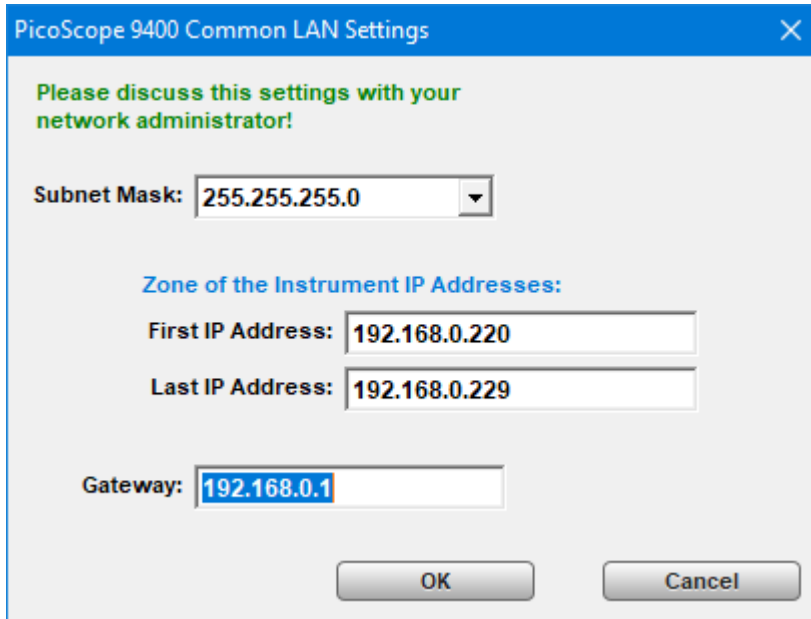 PicoScope 9400 Common LAN Settings
Please discuss this settings with your
network administrator!
Subnet Mask: 255.255.255.0
Zone of the Instrument IP Addresses:
First IP Address: 192.168.0.220
Last IP Address: 192.168.0.229
Gateway: 192.168.0.1
OK Cancel